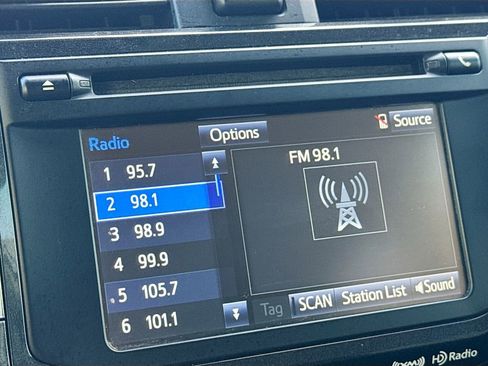 Radio
Options
Source
1 95.7
2 98.1
3 98.9
4 99.9
5 105.7
6 101.1
FM 98.1
Tag
SCAN
Station List
Sound
((XM))
HD Radio